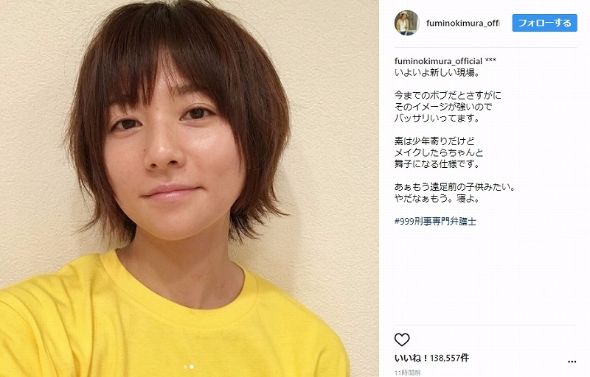 fuminokimura_offi
フォローする
fuminokimura_official ***
いよいよ新しい現場。
今までのボブだとさすがに
そのイメージが強いので
バッサリいってます。
素は少年寄りだけど
メイクしたらちゃんと
舞子になる仕様です。
あぁもう遠足前の子供みたい。
やだなぁもう。寝よ。
#999刑事専門弁護士
いいね！138,557件
11時間前